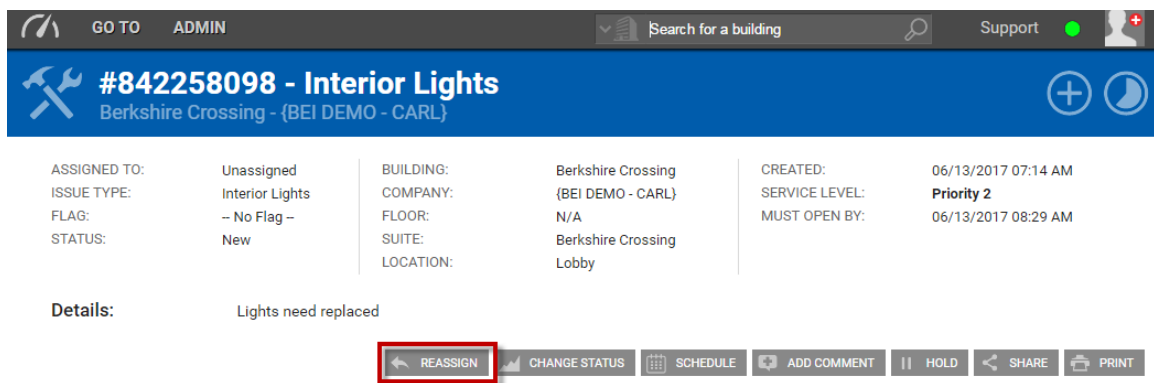 GO TO ADMIN Search for a building Support
#842258098 - Interior Lights
Berkshire Crossing - {BEI DEMO - CARL}
ASSIGNED TO: Unassigned BUILDING: Berkshire Crossing CREATED: 06/13/2017 07:14 AM
ISSUE TYPE: Interior Lights COMPANY: {BEI DEMO - CARL} SERVICE LEVEL: Priority 2
FLAG: -- No Flag -- FLOOR: N/A MUST OPEN BY: 06/13/2017 08:29 AM
STATUS: New SUITE: Berkshire Crossing
LOCATION: Lobby
Details: Lights need replaced
REASSIGN CHANGE STATUS SCHEDULE ADD COMMENT HOLD SHARE PRINT